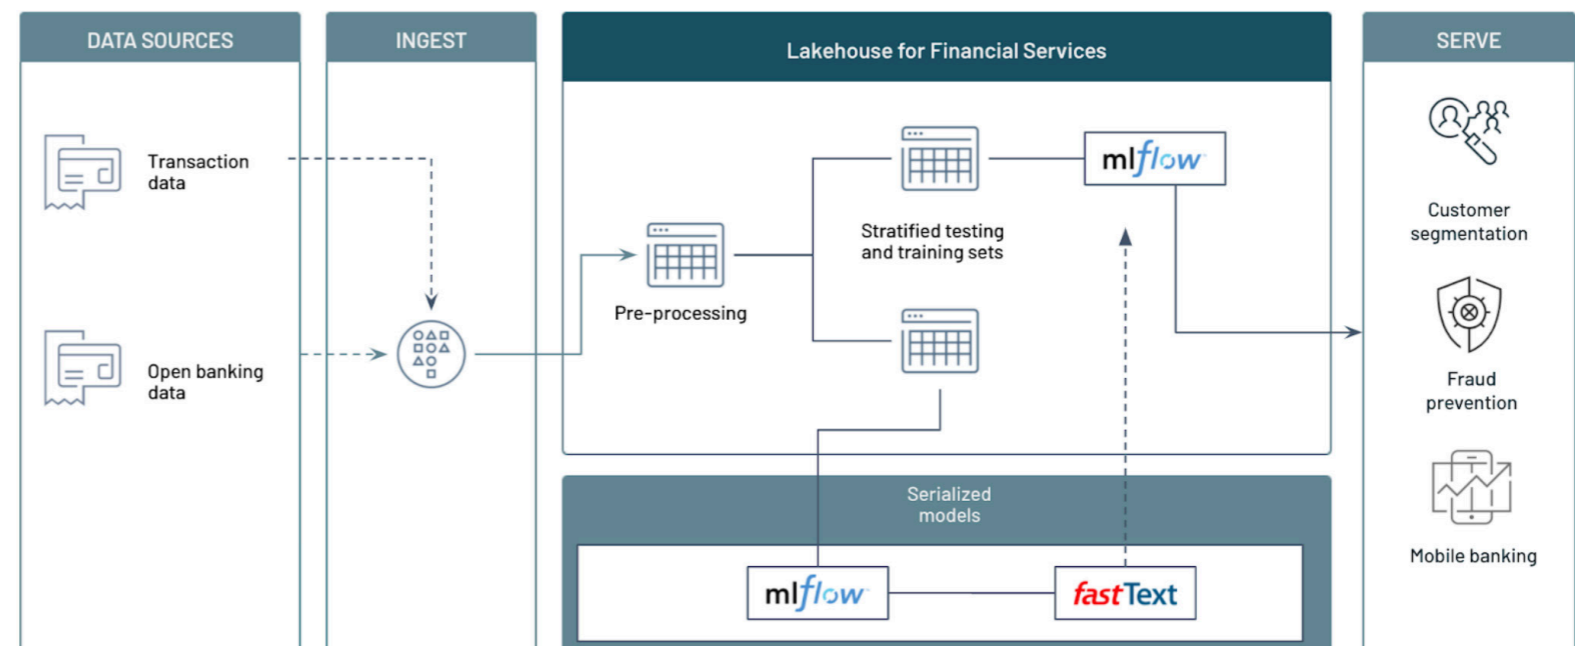 DATA SOURCES
INGEST
Lakehouse for Financial Services
SERVE
Transaction
data
Open banking
data
Pre-processing
Stratified testing
and training sets
mlflow
Customer
segmentation
Fraud
prevention
Mobile banking
Serialized
models
mlflow
fastText